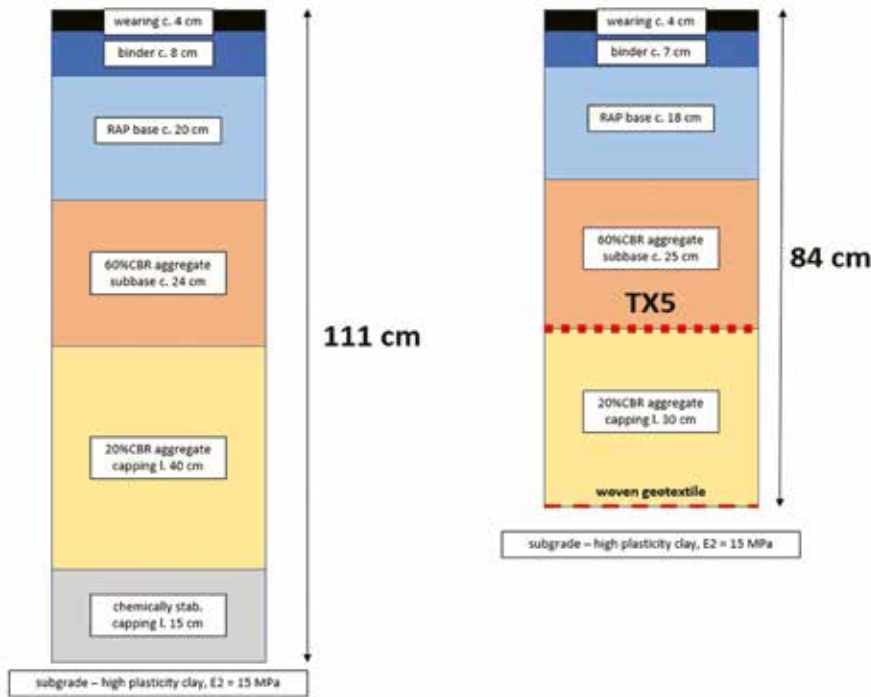 wearing c. 4 cm
binder c. 8 cm
RAP base c. 20 cm
60%CBR aggregate
subbase c. 24 cm
111 cm
20%CBR aggregate
capping l. 40 cm
chemically stab.
capping l. 15 cm
subgrade – high plasticity clay, E2 = 15 MPa
wearing c. 4 cm
binder c. 7 cm
RAP base c. 18 cm
60%CBR aggregate
subbase c. 25 cm
84 cm
TX5
20%CBR aggregate
capping l. 30 cm
woven geotextile
subgrade – high plasticity clay, E2 = 15 MPa